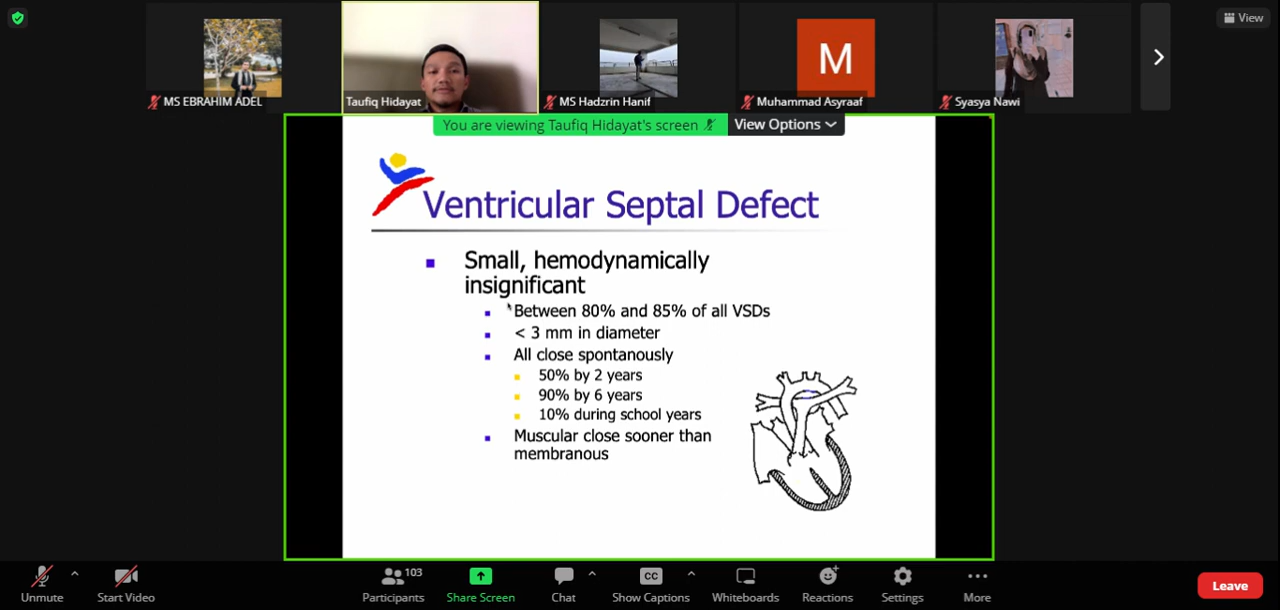 View
MS EBRAHIM ADEL
Taufiq Hidayat
MS Hadzrin Hanif
M
Muhammad Asyraaf
Syasya Nawi
You are viewing Taufiq Hidayat's screen
View Options
Ventricular Septal Defect
Small, hemodynamically
insignificant
Between 80% and 85% of all VSDs
< 3 mm in diameter
All close spontanously
50% by 2 years
90% by 6 years
10% during school years
Muscular close sooner than
membranous
Unmute
Start Video
103
Participants
Share Screen
Chat
CC
Show Captions
Whiteboards
Reactions
Settings
More
Leave